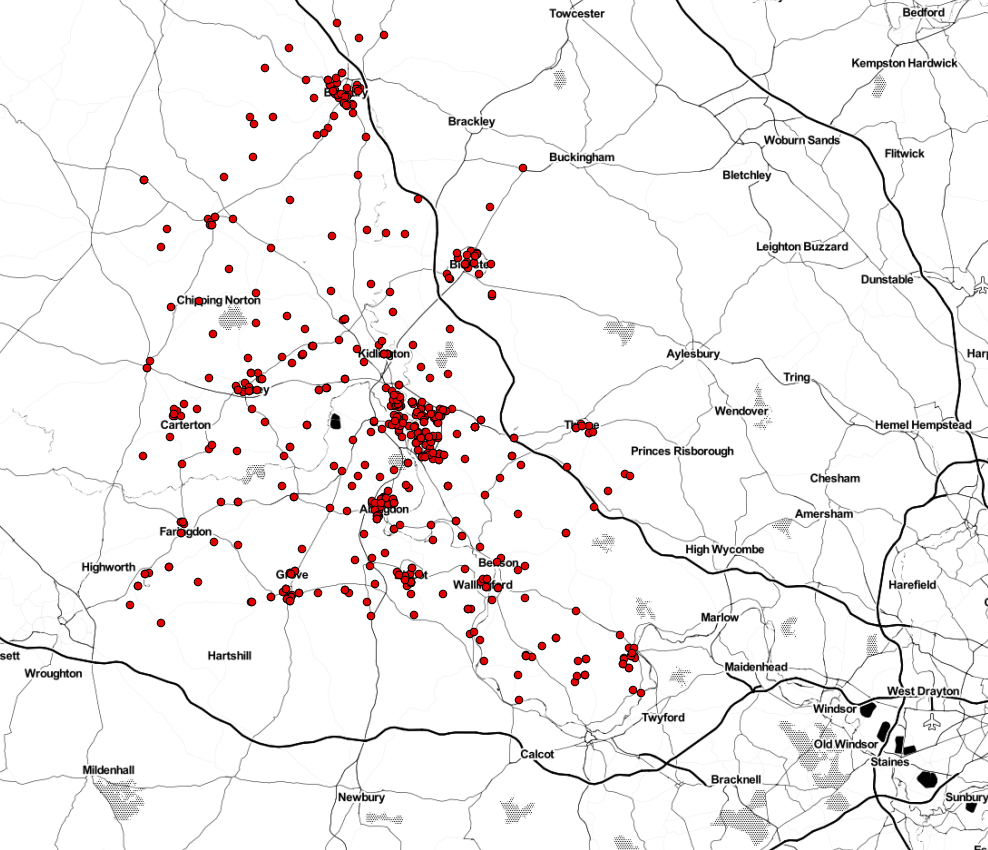 Towcester
Bedford
Kempston Hardwick
Brackley
Woburn Sands
Buckingham
Flitwick
Bletchley
Leighton Buzzard
Dunstable
Chipping Norton
Kidlington
Aylesbury
Tring
Wendover
Carterton
Hemel Hempstead
Princes Risborough
Chesham
Abingdon
Amersham
Faringdon
High Wycombe
Highworth
Benson
Harefield
Wallingford
Marlow
Hartshill
sett
Wroughton
Maidenhead
West Drayton
Windsor
Twyford
Old Windsor
Calcot
Staines
Mildenhall
Bracknell
Newbury
Sunbury